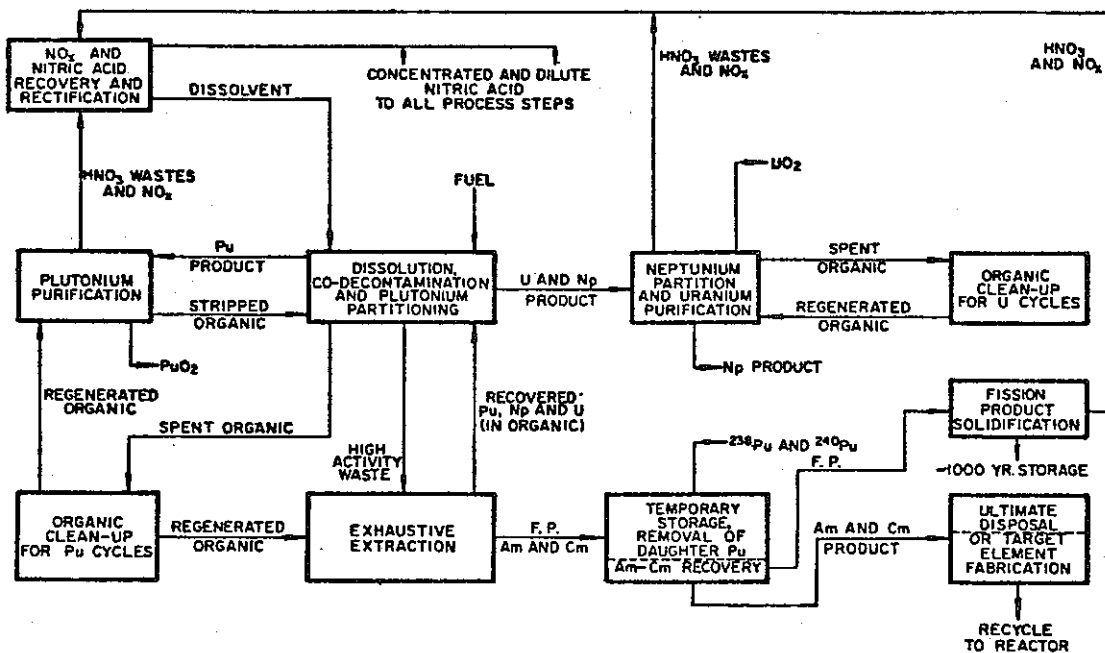 NOx AND
NITRIC ACID
RECOVERY AND
RECTIFICATION
DISSOLVENT
CONCENTRATED AND DILUTE
NITRIC ACID
TO ALL PROCESS STEPS
HNO3 WASTES
AND NOx
HNO3
AND NOx
HNO3 WASTES
AND NOx
FUEL
UO2
PLUTONIUM
PURIFICATION
Pu
PRODUCT
STRIPPED
ORGANIC
DISSOLUTION,
CO-DECONTAMINATION
AND PLUTONIUM
PARTITIONING
U AND Np
PRODUCT
NEPTUNIUM
PARTITION
AND URANIUM
PURIFICATION
SPENT
ORGANIC
REGENERATED
ORGANIC
ORGANIC
CLEAN-UP
FOR U CYCLES
PuO2
Np PRODUCT
REGENERATED
ORGANIC
SPENT ORGANIC
HIGH
ACTIVITY
WASTE
RECOVERED
Pu, Np AND U
(IN ORGANIC)
238Pu AND 240Pu
F.P.
FISSION
PRODUCT
SOLIDIFICATION
~1000 YR. STORAGE
ORGANIC
CLEAN-UP
FOR Pu CYCLES
REGENERATED
ORGANIC
EXHAUSTIVE
EXTRACTION
F.P.
Am AND Cm
TEMPORARY
STORAGE,
REMOVAL OF
DAUGHTER Pu
Am-Cm RECOVERY
Am AND Cm
PRODUCT
ULTIMATE
DISPOSAL
OR TARGET
ELEMENT
FABRICATION
RECYCLE
TO REACTOR